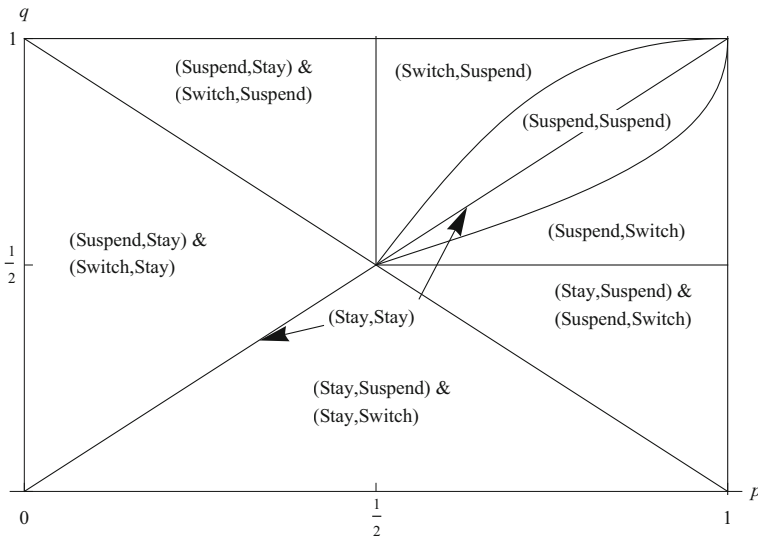 q
1
(Suspend,Stay) &
(Switch,Suspend)
(Switch,Suspend)
(Suspend,Suspend)
(Suspend,Stay) &
(Switch,Stay)
(Suspend,Switch)
1
2
(Stay,Suspend) &
(Suspend,Switch)
(Stay,Stay)
(Stay,Suspend) &
(Stay,Switch)
p
0
1
2
1